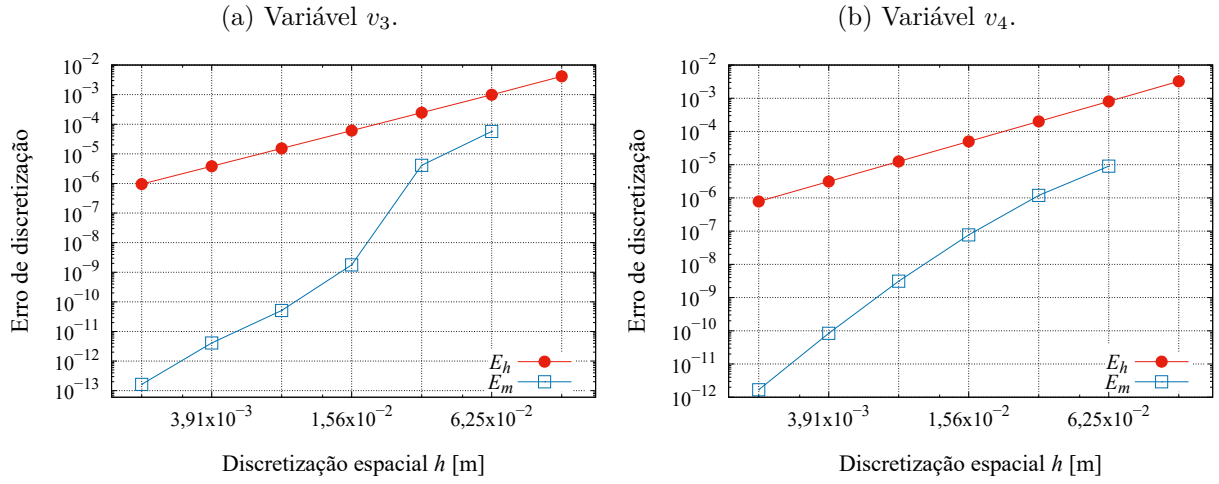 (a) Variável v₃.
10⁻²
10⁻³
10⁻⁴
10⁻⁵
10⁻⁶
10⁻⁷
10⁻⁸
10⁻⁹
10⁻¹⁰
10⁻¹¹
10⁻¹²
10⁻¹³
Erro de discretização
E_h
E_m
3,91x10⁻³
1,56x10⁻²
6,25x10⁻²
Discretização espacial h [m]
(b) Variável v₄.
10⁻²
10⁻³
10⁻⁴
10⁻⁵
10⁻⁶
10⁻⁷
10⁻⁸
10⁻⁹
10⁻¹⁰
10⁻¹¹
10⁻¹²
Erro de discretização
E_h
E_m
3,91x10⁻³
1,56x10⁻²
6,25x10⁻²
Discretização espacial h [m]